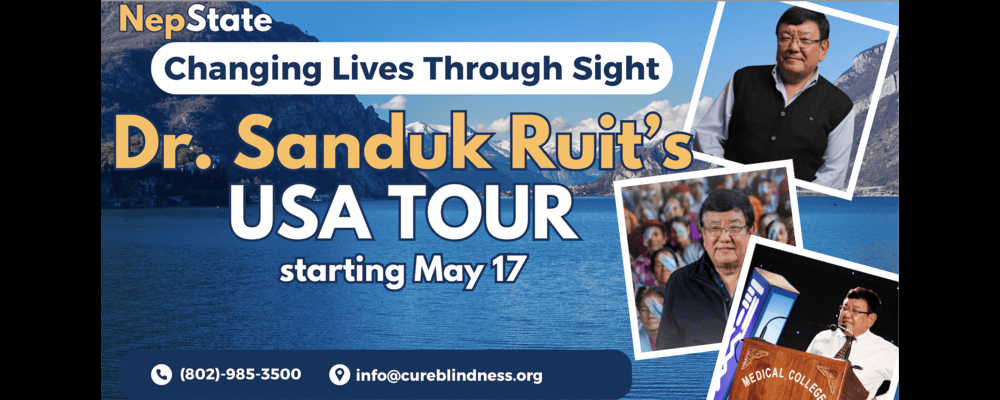 NepState
Changing Lives Through Sight
Dr. Sanduk Ruit's
USA TOUR
starting May 17
(802)-985-3500
info@cureblindness.org
MEDICAL COLLEGE